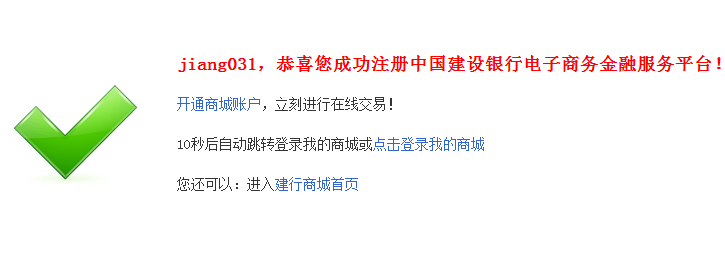 jiang031，恭喜您成功注册中国建设银行电子商务金融服务平台！
开通商城账户，立刻进行在线交易！
10秒后自动跳转登录我的商城或点击登录我的商城
您还可以：进入建行商城首页